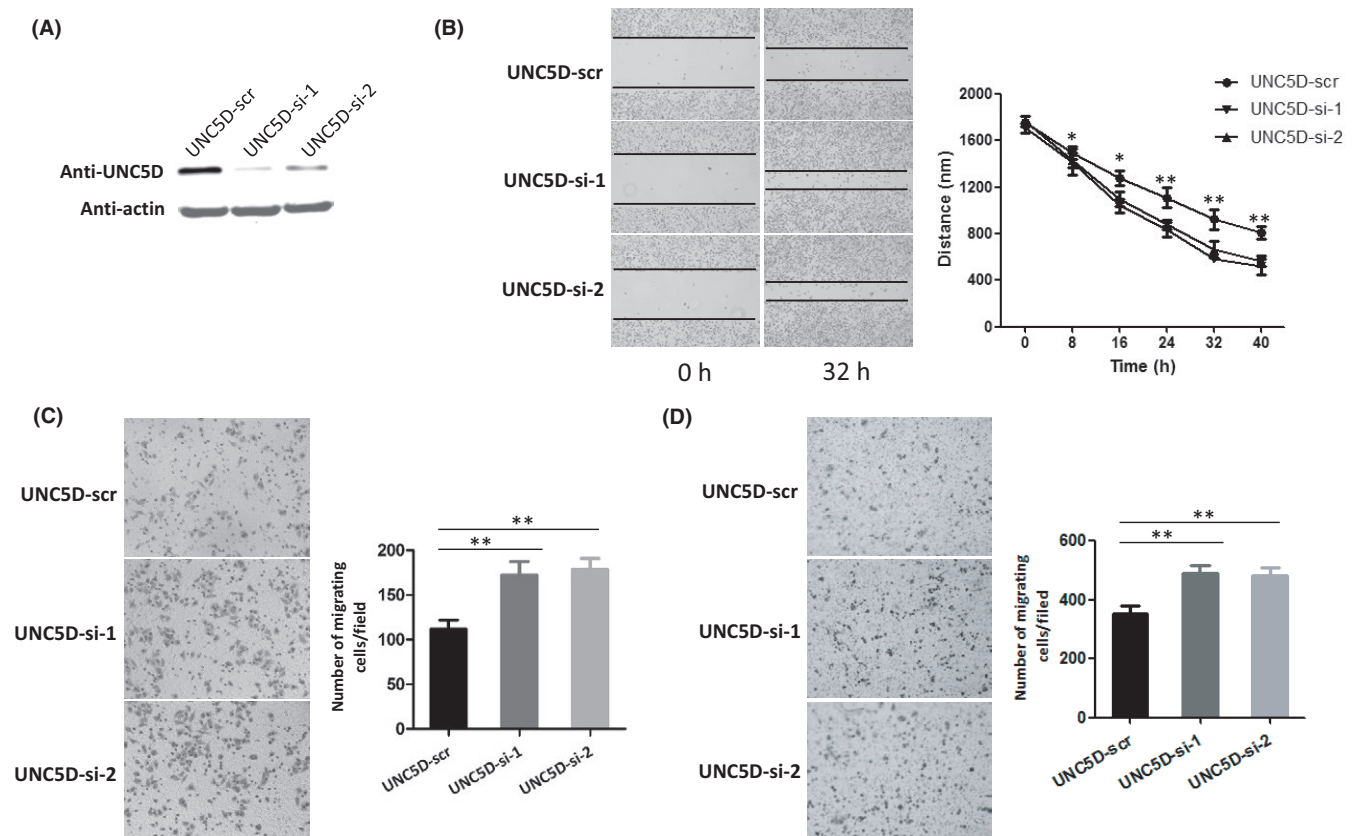 (A)
UNC5D-scr
UNC5D-si-1
UNC5D-si-2
Anti-UNC5D
Anti-actin
(B)
UNC5D-scr
UNC5D-si-1
UNC5D-si-2
0 h
32 h
UNC5D-scr
UNC5D-si-1
UNC5D-si-2
Distance (nm)
2000
1600
1200
800
400
0
*
*
**
**
**
0 8 16 24 32 40
Time (h)
(C)
UNC5D-scr
UNC5D-si-1
UNC5D-si-2
Number of migrating
cells/field
200
150
100
50
0
**
**
UNC5D-scr
UNC5D-si-1
UNC5D-si-2
(D)
UNC5D-scr
UNC5D-si-1
UNC5D-si-2
Number of migrating
cells/filed
600
400
200
0
**
**
UNC5D-scr
UNC5D-si-1
UNC5D-si-2